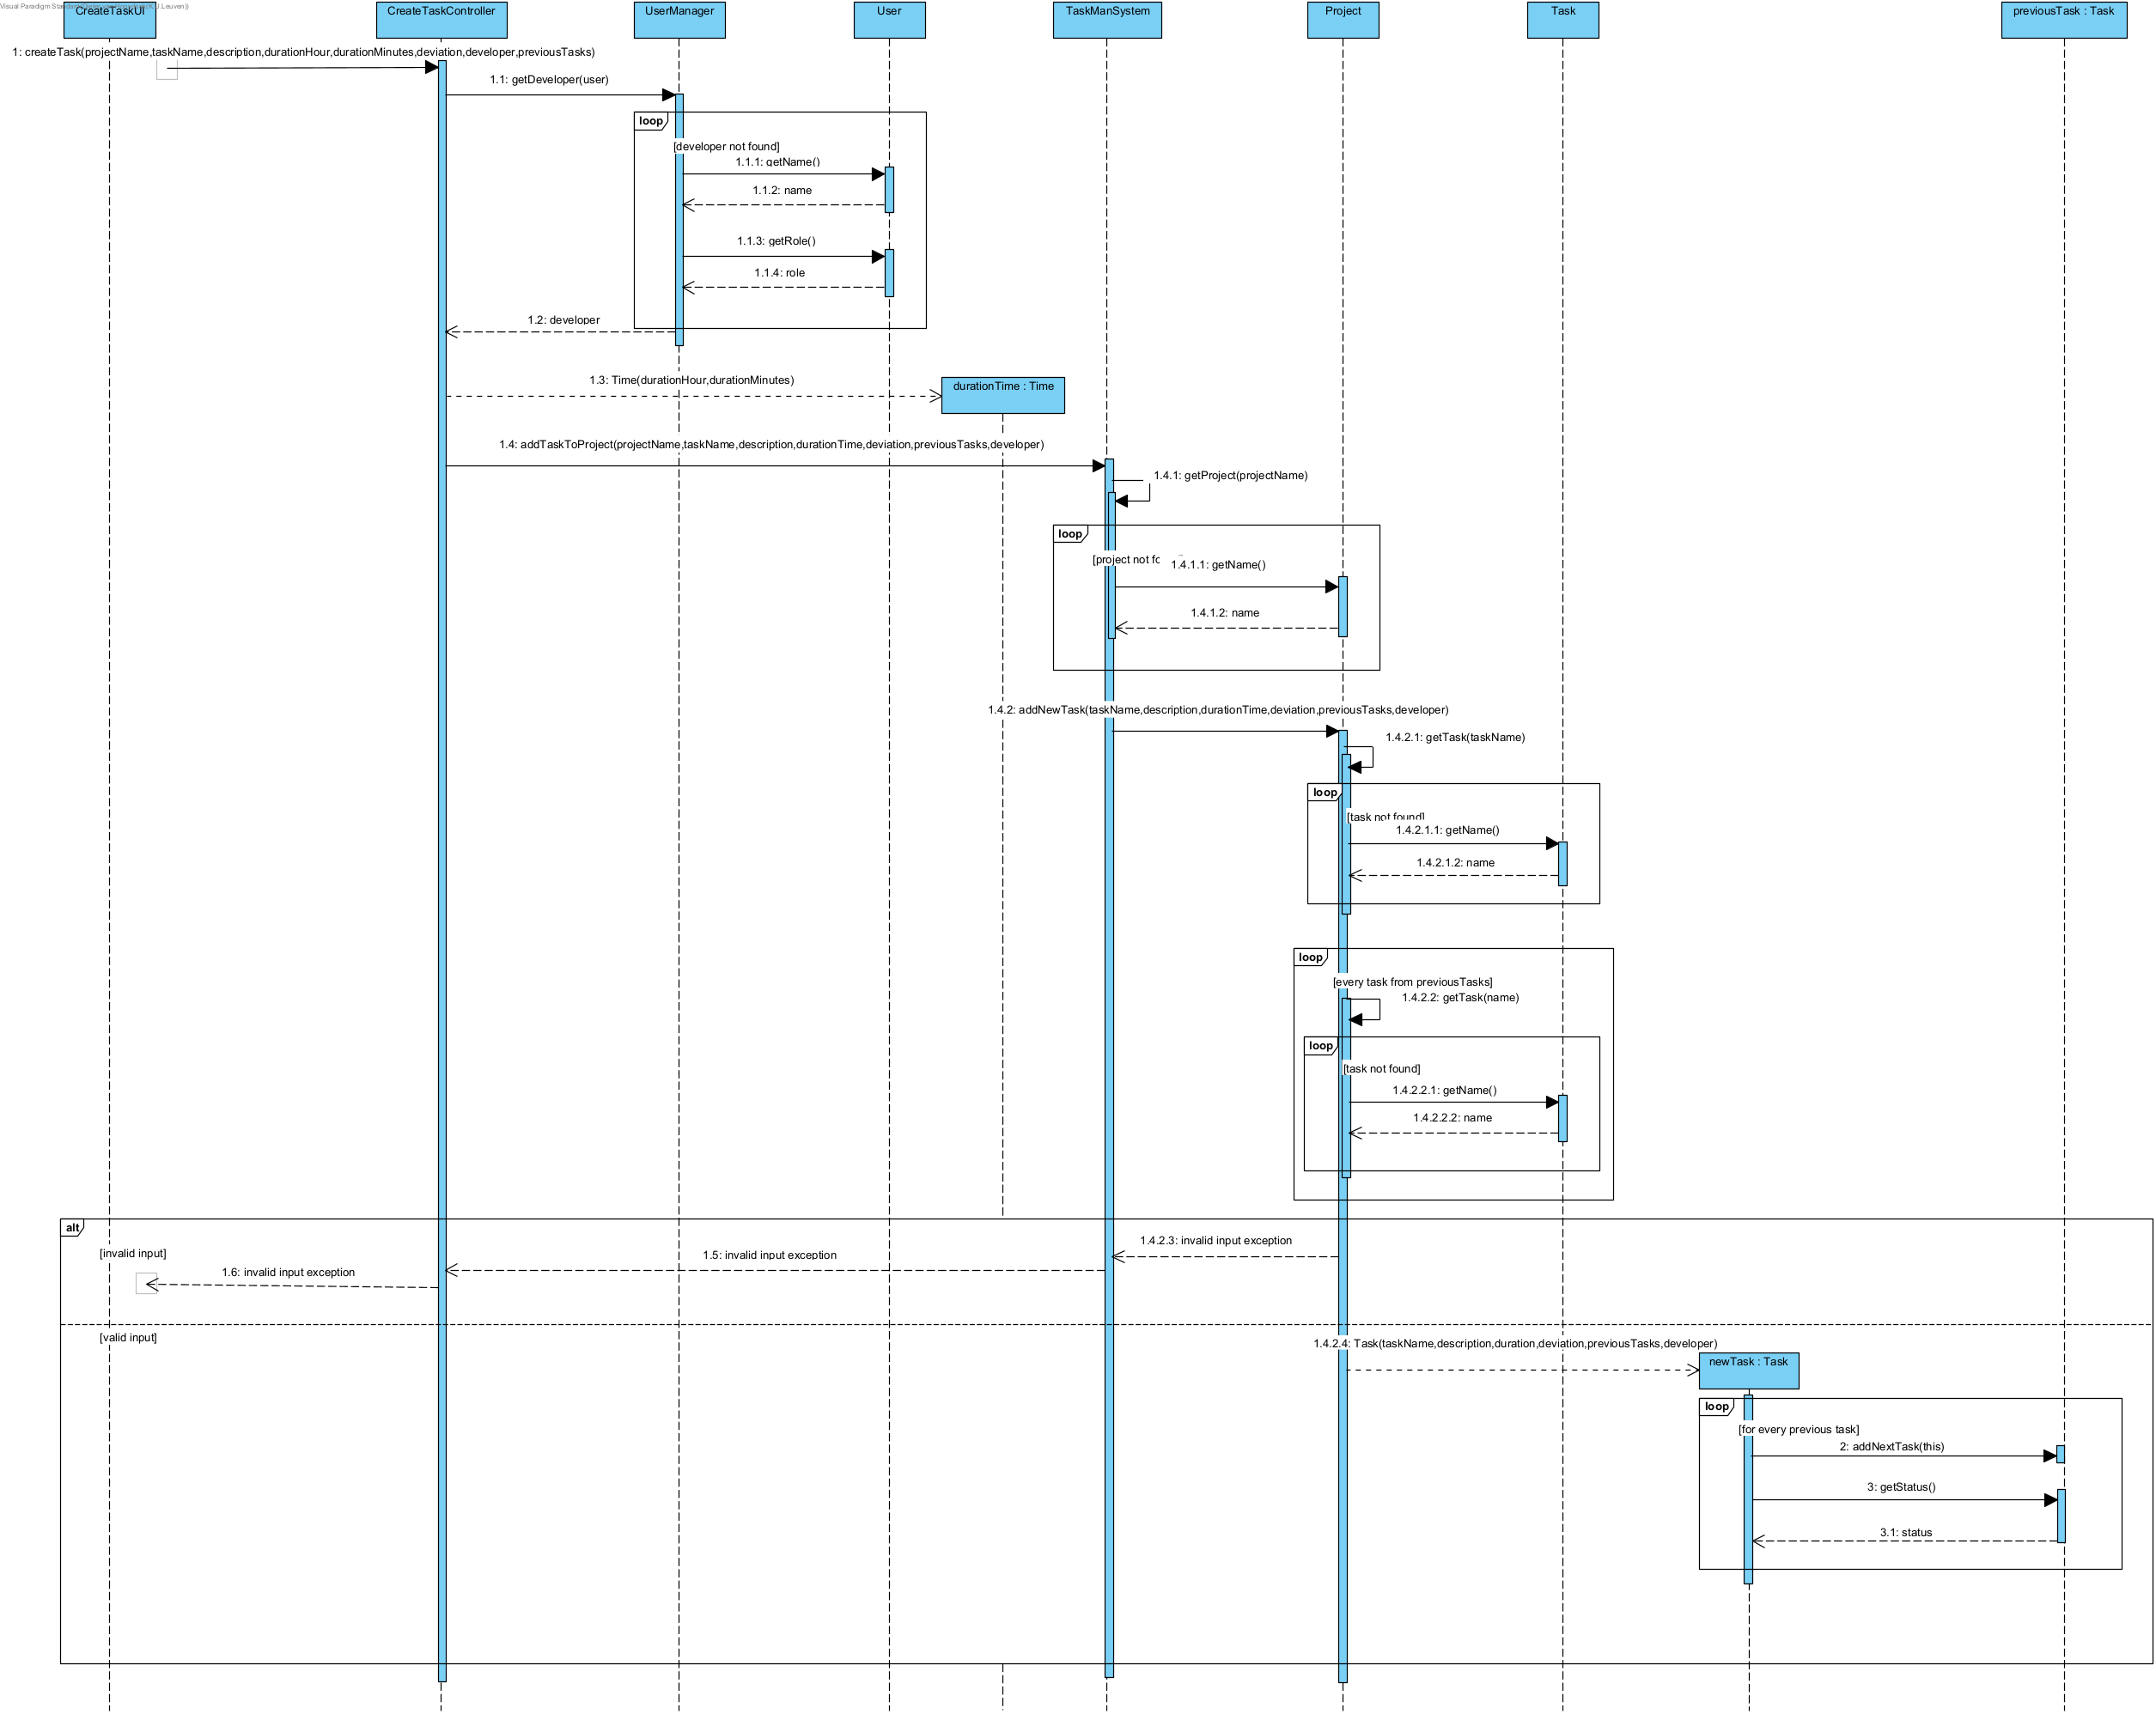 CreateTaskUI
CreateTaskController
UserManager
User
TaskManSystem
Project
Task
previousTask : Task
1: createTask(projectName,taskName,description,durationHour,durationMinutes,deviation,developer,previousTasks)
1.1: getDeveloper(user)
loop
[developer not found]
1.1.1: getName()
1.1.2: name
1.1.3: getRole()
1.1.4: role
1.2: developer
1.3: Time(durationHour,durationMinutes)
durationTime : Time
1.4: addTaskToProject(projectName,taskName,description,durationTime,deviation,previousTasks,developer)
1.4.1: getProject(projectName)
loop
[project not fo
1.4.1.1: getName()
1.4.1.2: name
1.4.2: addNewTask(taskName,description,durationTime,deviation,previousTasks,developer)
1.4.2.1: getTask(taskName)
loop
[task not found]
1.4.2.1.1: getName()
1.4.2.1.2: name
loop
[every task from previousTasks]
1.4.2.2: getTask(name)
loop
[task not found]
1.4.2.2.1: getName()
1.4.2.2.2: name
alt
[invalid input]
1.4.2.3: invalid input exception
1.5: invalid input exception
1.6: invalid input exception
[valid input]
1.4.2.4: Task(taskName,description,duration,deviation,previousTasks,developer)
newTask : Task
loop
[for every previous task]
2: addNextTask(this)
3: getStatus()
3.1: status